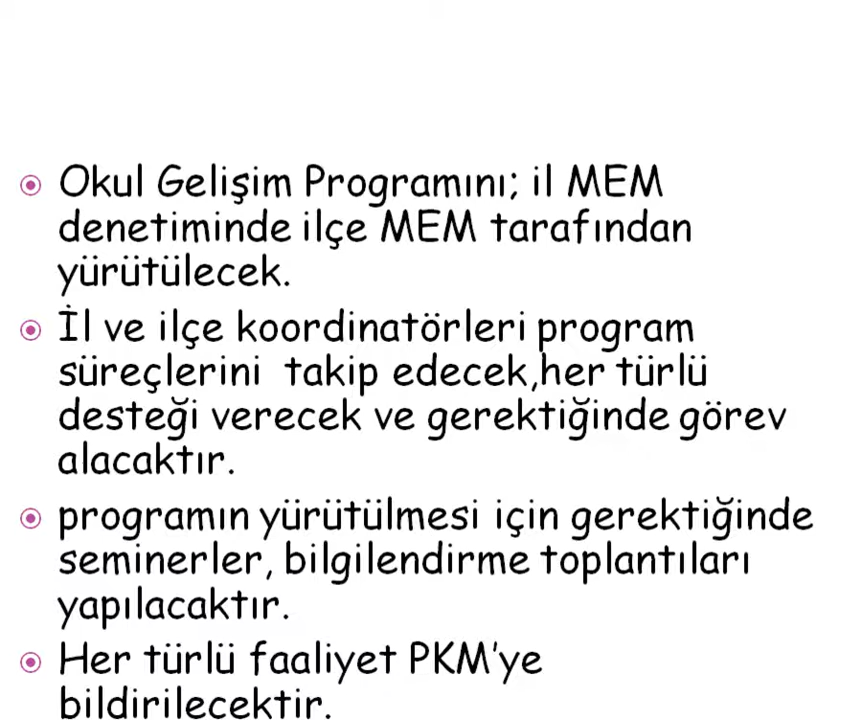 Okul Gelişim Programını; il MEM
denetiminde ilçe MEM tarafından
yürütülecek.
İl ve ilçe koordinatörleri program
süreçlerini takip edecek,her türlü
desteği verecek ve gerektiğinde görev
alacaktır.
programın yürütülmesi için gerektiğinde
seminerler, bilgilendirme toplantıları
yapılacaktır.
Her türlü faaliyet PKM'ye
bildirilecektir.